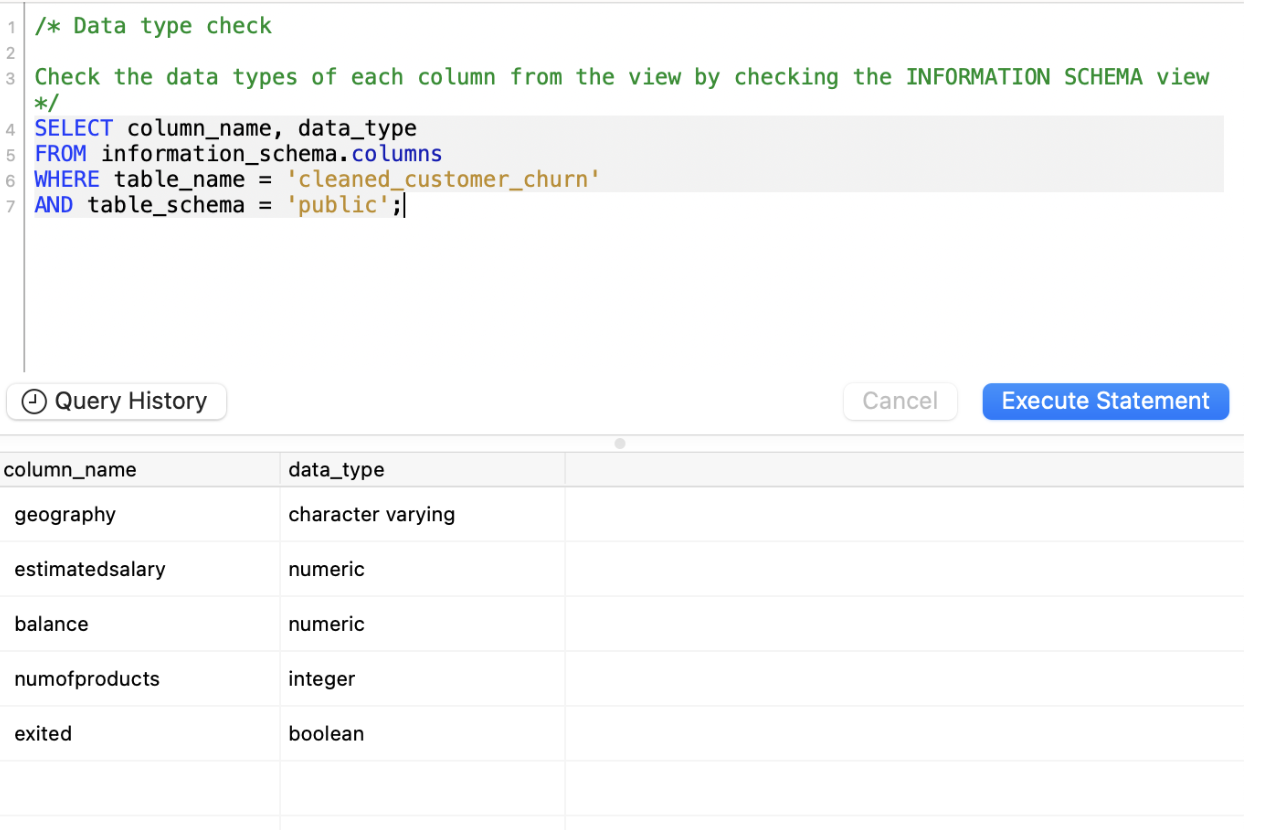 1 /* Data type check
2
3 Check the data types of each column from the view by checking the INFORMATION SCHEMA view
*/
4 SELECT column_name, data_type
5 FROM information_schema.columns
6 WHERE table_name = 'cleaned_customer_churn'
7 AND table_schema = 'public';
Query History Cancel Execute Statement
column_name data_type
geography character varying
estimatedsalary numeric
balance numeric
numofproducts integer
exited boolean